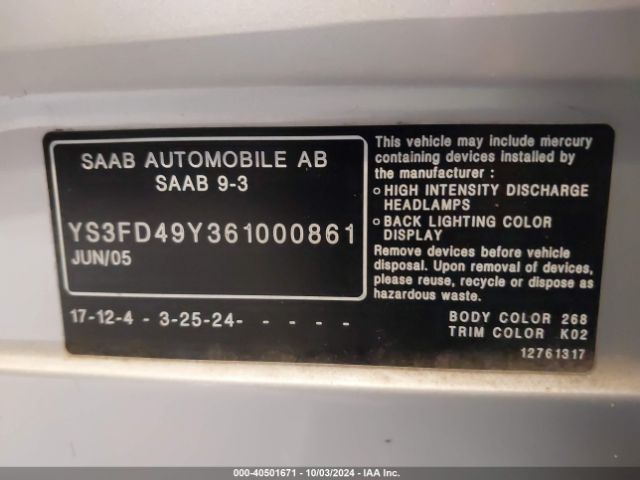 SAAB AUTOMOBILE AB
SAAB 9-3
YS3FD49Y361000861
JUN/05
17-12-4 - 3-25-24- - - - -
This vehicle may include mercury
containing devices installed by
the manufacturer :
o HIGH INTENSITY DISCHARGE
HEADLAMPS
o BACK LIGHTING COLOR
DISPLAY
Remove devices before vehicle
disposal. Upon removal of devices,
please reuse, recycle or dispose as
hazardous waste.
BODY COLOR 268
TRIM COLOR K02
12761317
000-40501671 - 10/03/2024 - IAA Inc.